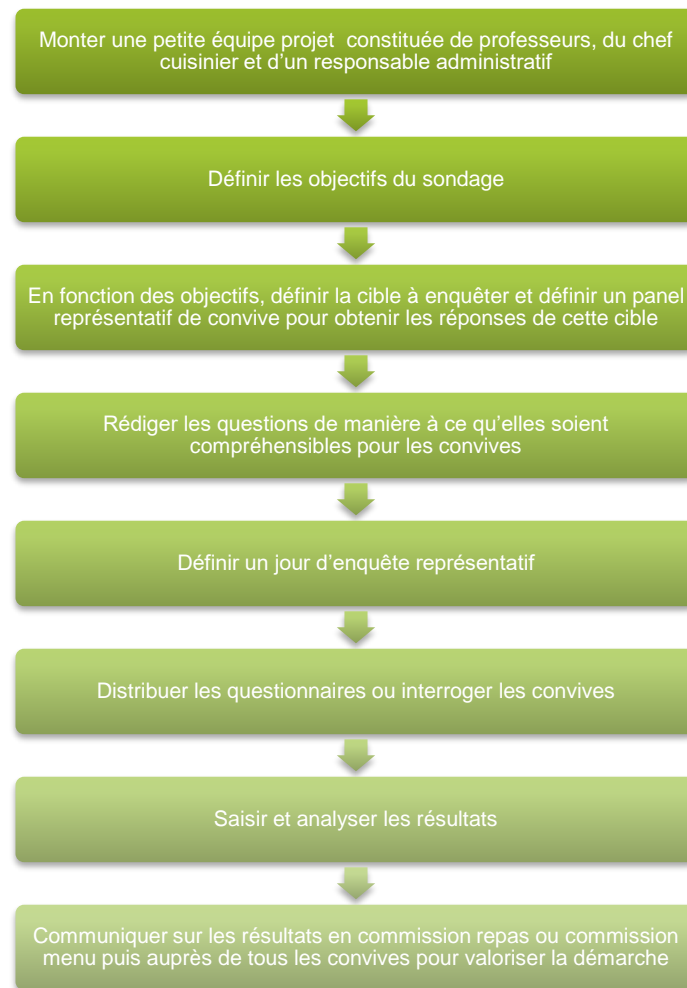 Monter une petite équipe projet  constituée de professeurs, du chef
cuisinier et d'un responsable administratif
Définir les objectifs du sondage
En fonction des objectifs, définir la cible à enquêter et définir un panel
représentatif de convive pour obtenir les réponses de cette cible
Rédiger les questions de manière à ce qu'elles soient
compréhensibles pour les convives
Définir un jour d'enquête représentatif
Distribuer les questionnaires ou interroger les convives
Saisir et analyser les résultats
Communiquer sur les résultats en commission repas ou commission
menu puis auprès de tous les convives pour valoriser la démarche